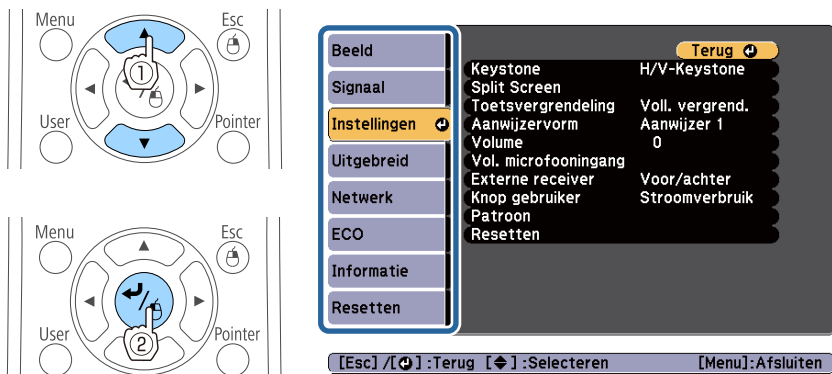 Menu Esc
①
User Pointer
Menu Esc
User Pointer
②
Beeld
Signaal
Instellingen
Uitgebreid
Netwerk
ECO
Informatie
Resetten
Terug
Keystone H/V-Keystone
Split Screen
Toetsvergrendeling Voll. vergrend.
Aanwijzervorm Aanwijzer 1
Volume 0
Vol. microfooningang
Externe receiver Voor/achter
Knop gebruiker Stroomverbruik
Patroon
Resetten
[Esc] /[⏎] :Terug [◆] :Selecteren [Menu]:Afsluiten